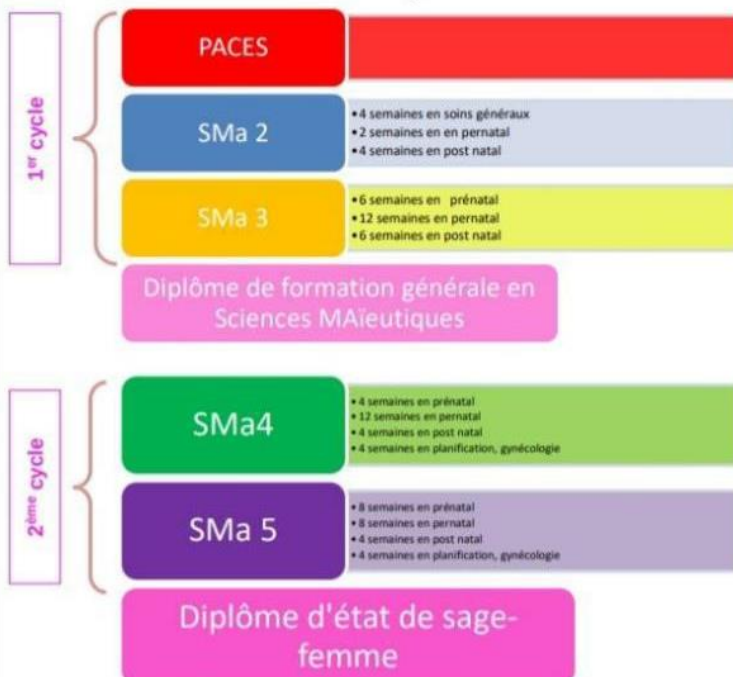 1er cycle
PACES
SMa 2
• 4 semaines en soins généraux
• 2 semaines en en pernatal
• 4 semaines en post natal
SMa 3
• 6 semaines en prénatal
• 12 semaines en pernatal
• 6 semaines en post natal
Diplôme de formation générale en
Sciences MAïeutiques
2ème cycle
SMa4
• 4 semaines en prénatal
• 12 semaines en pernatal
• 4 semaines en post natal
• 4 semaines en planification, gynécologie
SMa 5
• 8 semaines en prénatal
• 8 semaines en pernatal
• 4 semaines en post natal
• 4 semaines en planification, gynécologie
Diplôme d'état de sage-
femme